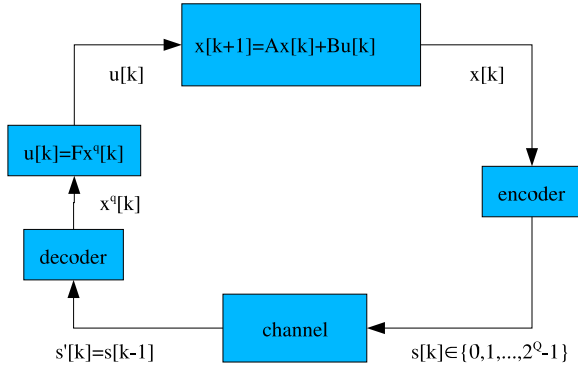 x[k+1]=Ax[k]+Bu[k]
u[k]
x[k]
u[k]=Fx^q[k]
x^q[k]
encoder
decoder
channel
s'[k]=s[k-1]
s[k]∈{0,1,...,2^Q-1}